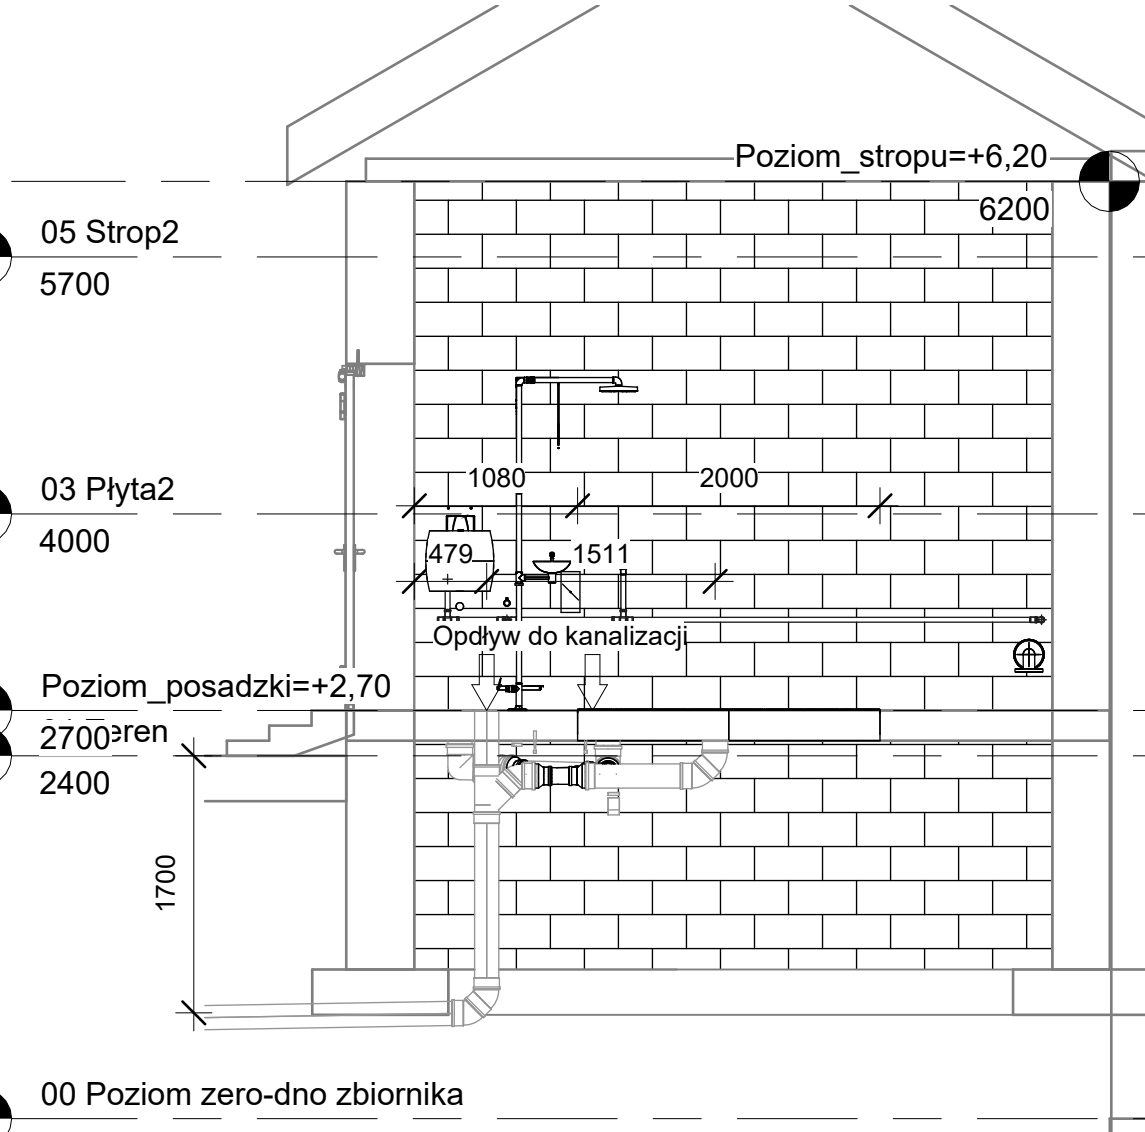 Poziom_stropu=+6,20
6200
05 Strop2
5700
1080
2000
03 Płyta2
4000
479
1511
Opdływ do kanalizacji
Poziom_posadzki=+2,70
2700
2400
1700
00 Poziom zero-dno zbiornika